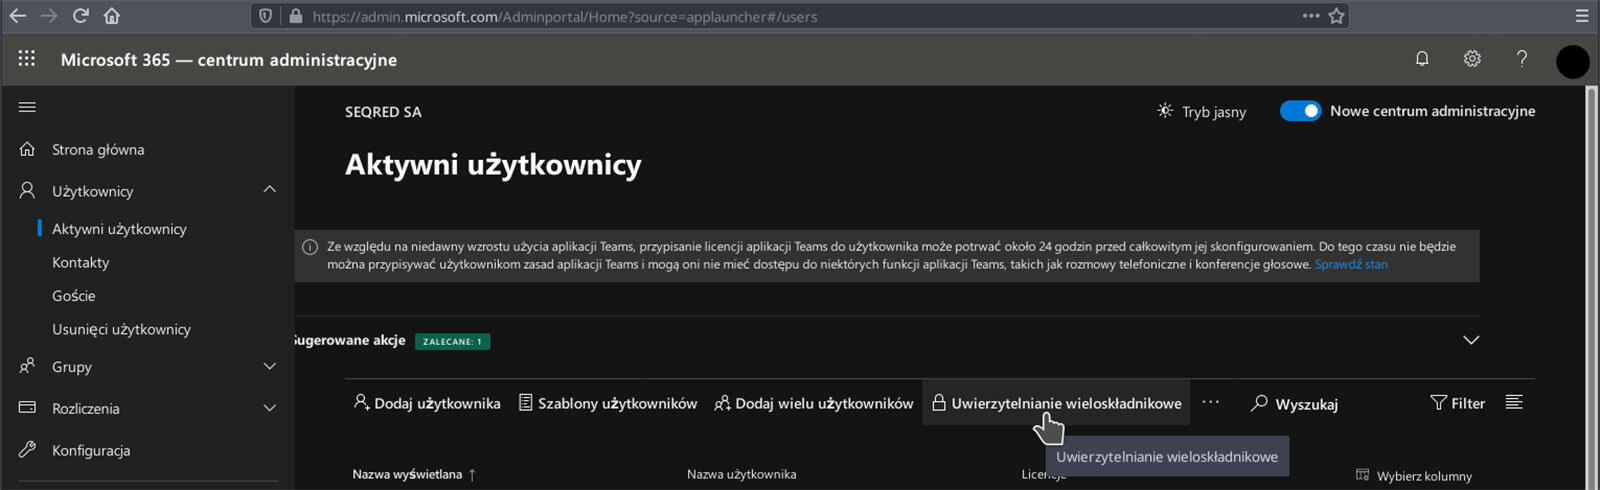 https://admin.microsoft.com/Adminportal/Home?source=applauncher#/users
Microsoft 365 — centrum administracyjne
SEQRED SA
Tryb jasny
Nowe centrum administracyjne
Strona główna
Aktywni użytkownicy
Użytkownicy
Aktywni użytkownicy
Kontakty
Goście
Usunięci użytkownicy
Grupy
Rozliczenia
Konfiguracja
Ze względu na niedawny wzrostu użycia aplikacji Teams, przypisanie licencji aplikacji Teams do użytkownika może potrwać około 24 godzin przed całkowitym jej skonfigurowaniem. Do tego czasu nie będzie
można przypisywać użytkownikom zasad aplikacji Teams i mogą oni nie mieć dostępu do niektórych funkcji aplikacji Teams, takich jak rozmowy telefoniczne i konferencje głosowe. Sprawdź stan
Sugerowane akcje ZALECANE: 1
Dodaj użytkownika Szablony użytkowników Dodaj wielu użytkowników Uwierzytelnianie wieloskładnikowe ··· Wyszukaj Filter
Uwierzytelnianie wieloskładnikowe
Nazwa wyświetlana ↑ Nazwa użytkownika Licencje Wybierz kolumny